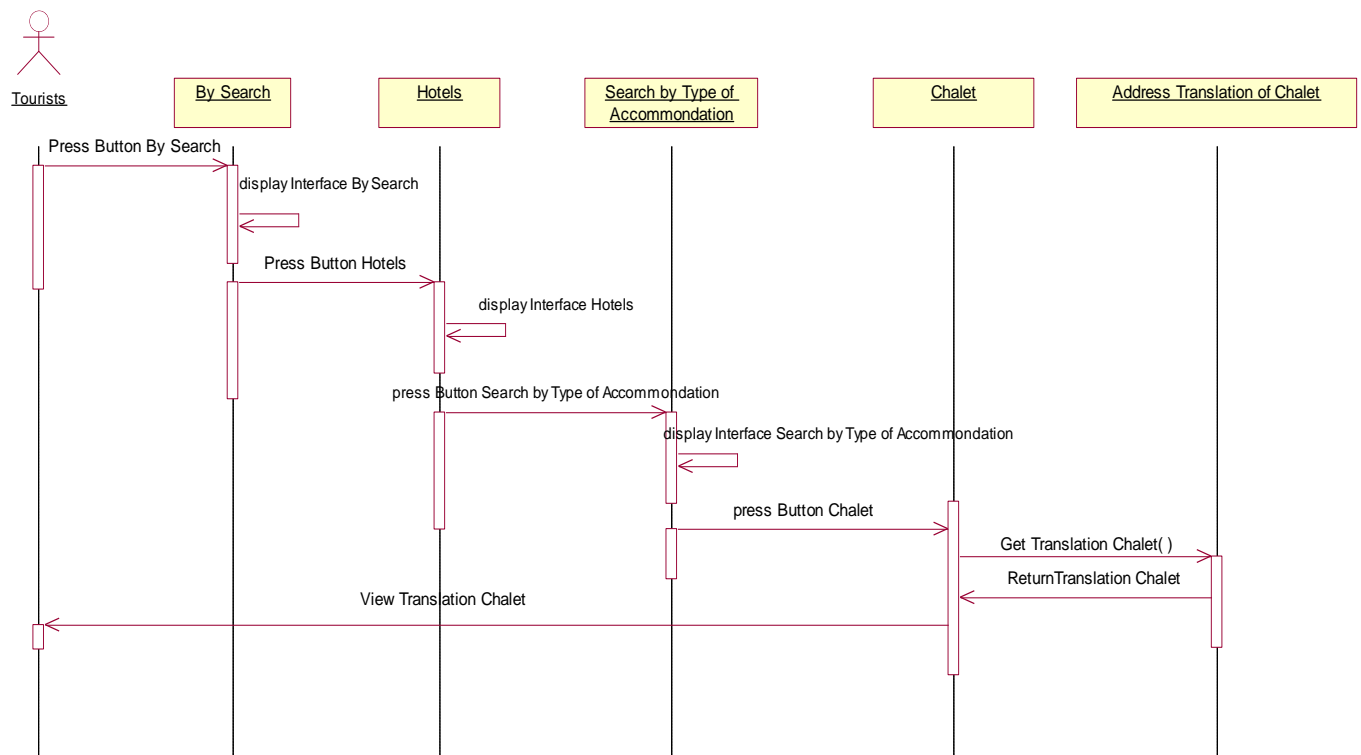 Tourists
By Search
Hotels
Search by Type of
Accommondation
Chalet
Address Translation of Chalet
Press Button By Search
display Interface By Search
Press Button Hotels
display Interface Hotels
press Button Search by Type of Accommondation
display Interface Search by Type of Accommondation
press Button Chalet
Get Translation Chalet( )
ReturnTranslation Chalet
View Translation Chalet